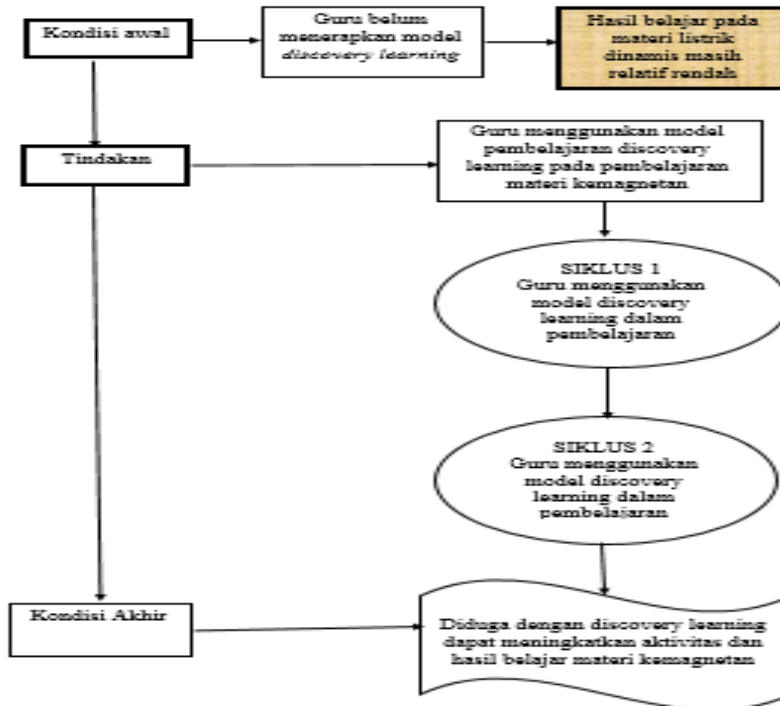 Kondisi awal
Guru belum
menerapkan model
discovery learning
Hasil belajar pada
materi listrik
dinamis masih
relatif rendah
Tindakan
Guru menggunakan model
pembelajaran discovery
learning pada pembelajaran
materi kemagnetan
SIKLUS 1
Guru menggunakan
model discovery
learning dalam
pembelajaran
SIKLUS 2
Guru menggunakan
model discovery
learning dalam
pembelajaran
Kondisi Akhir
Diduga dengan discovery learning
dapat meningkatkan aktivitas dan
hasil belajar materi kemagnetan